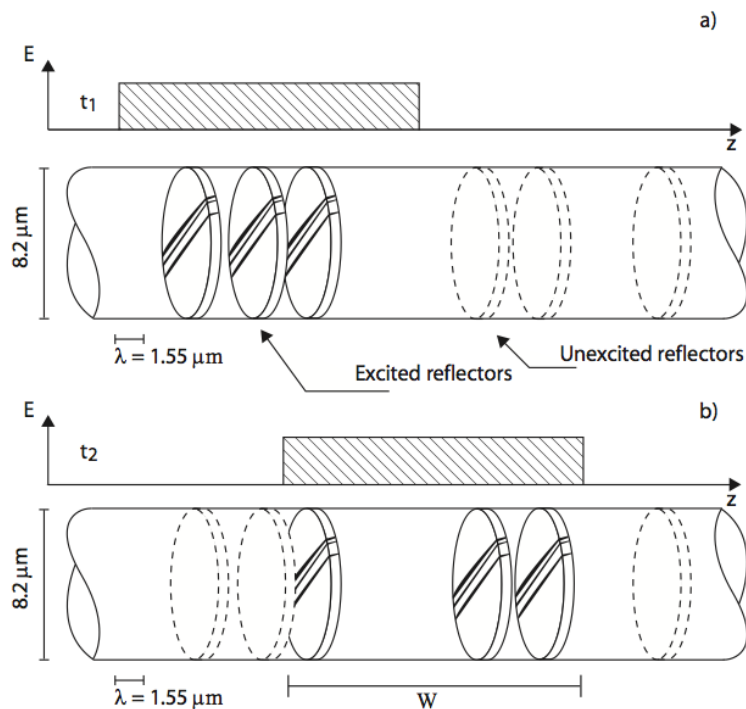 a)
E
t₁
z
8.2 µm
λ = 1.55 µm
Excited reflectors
Unexcited reflectors
b)
E
t₂
z
8.2 µm
λ = 1.55 µm
W